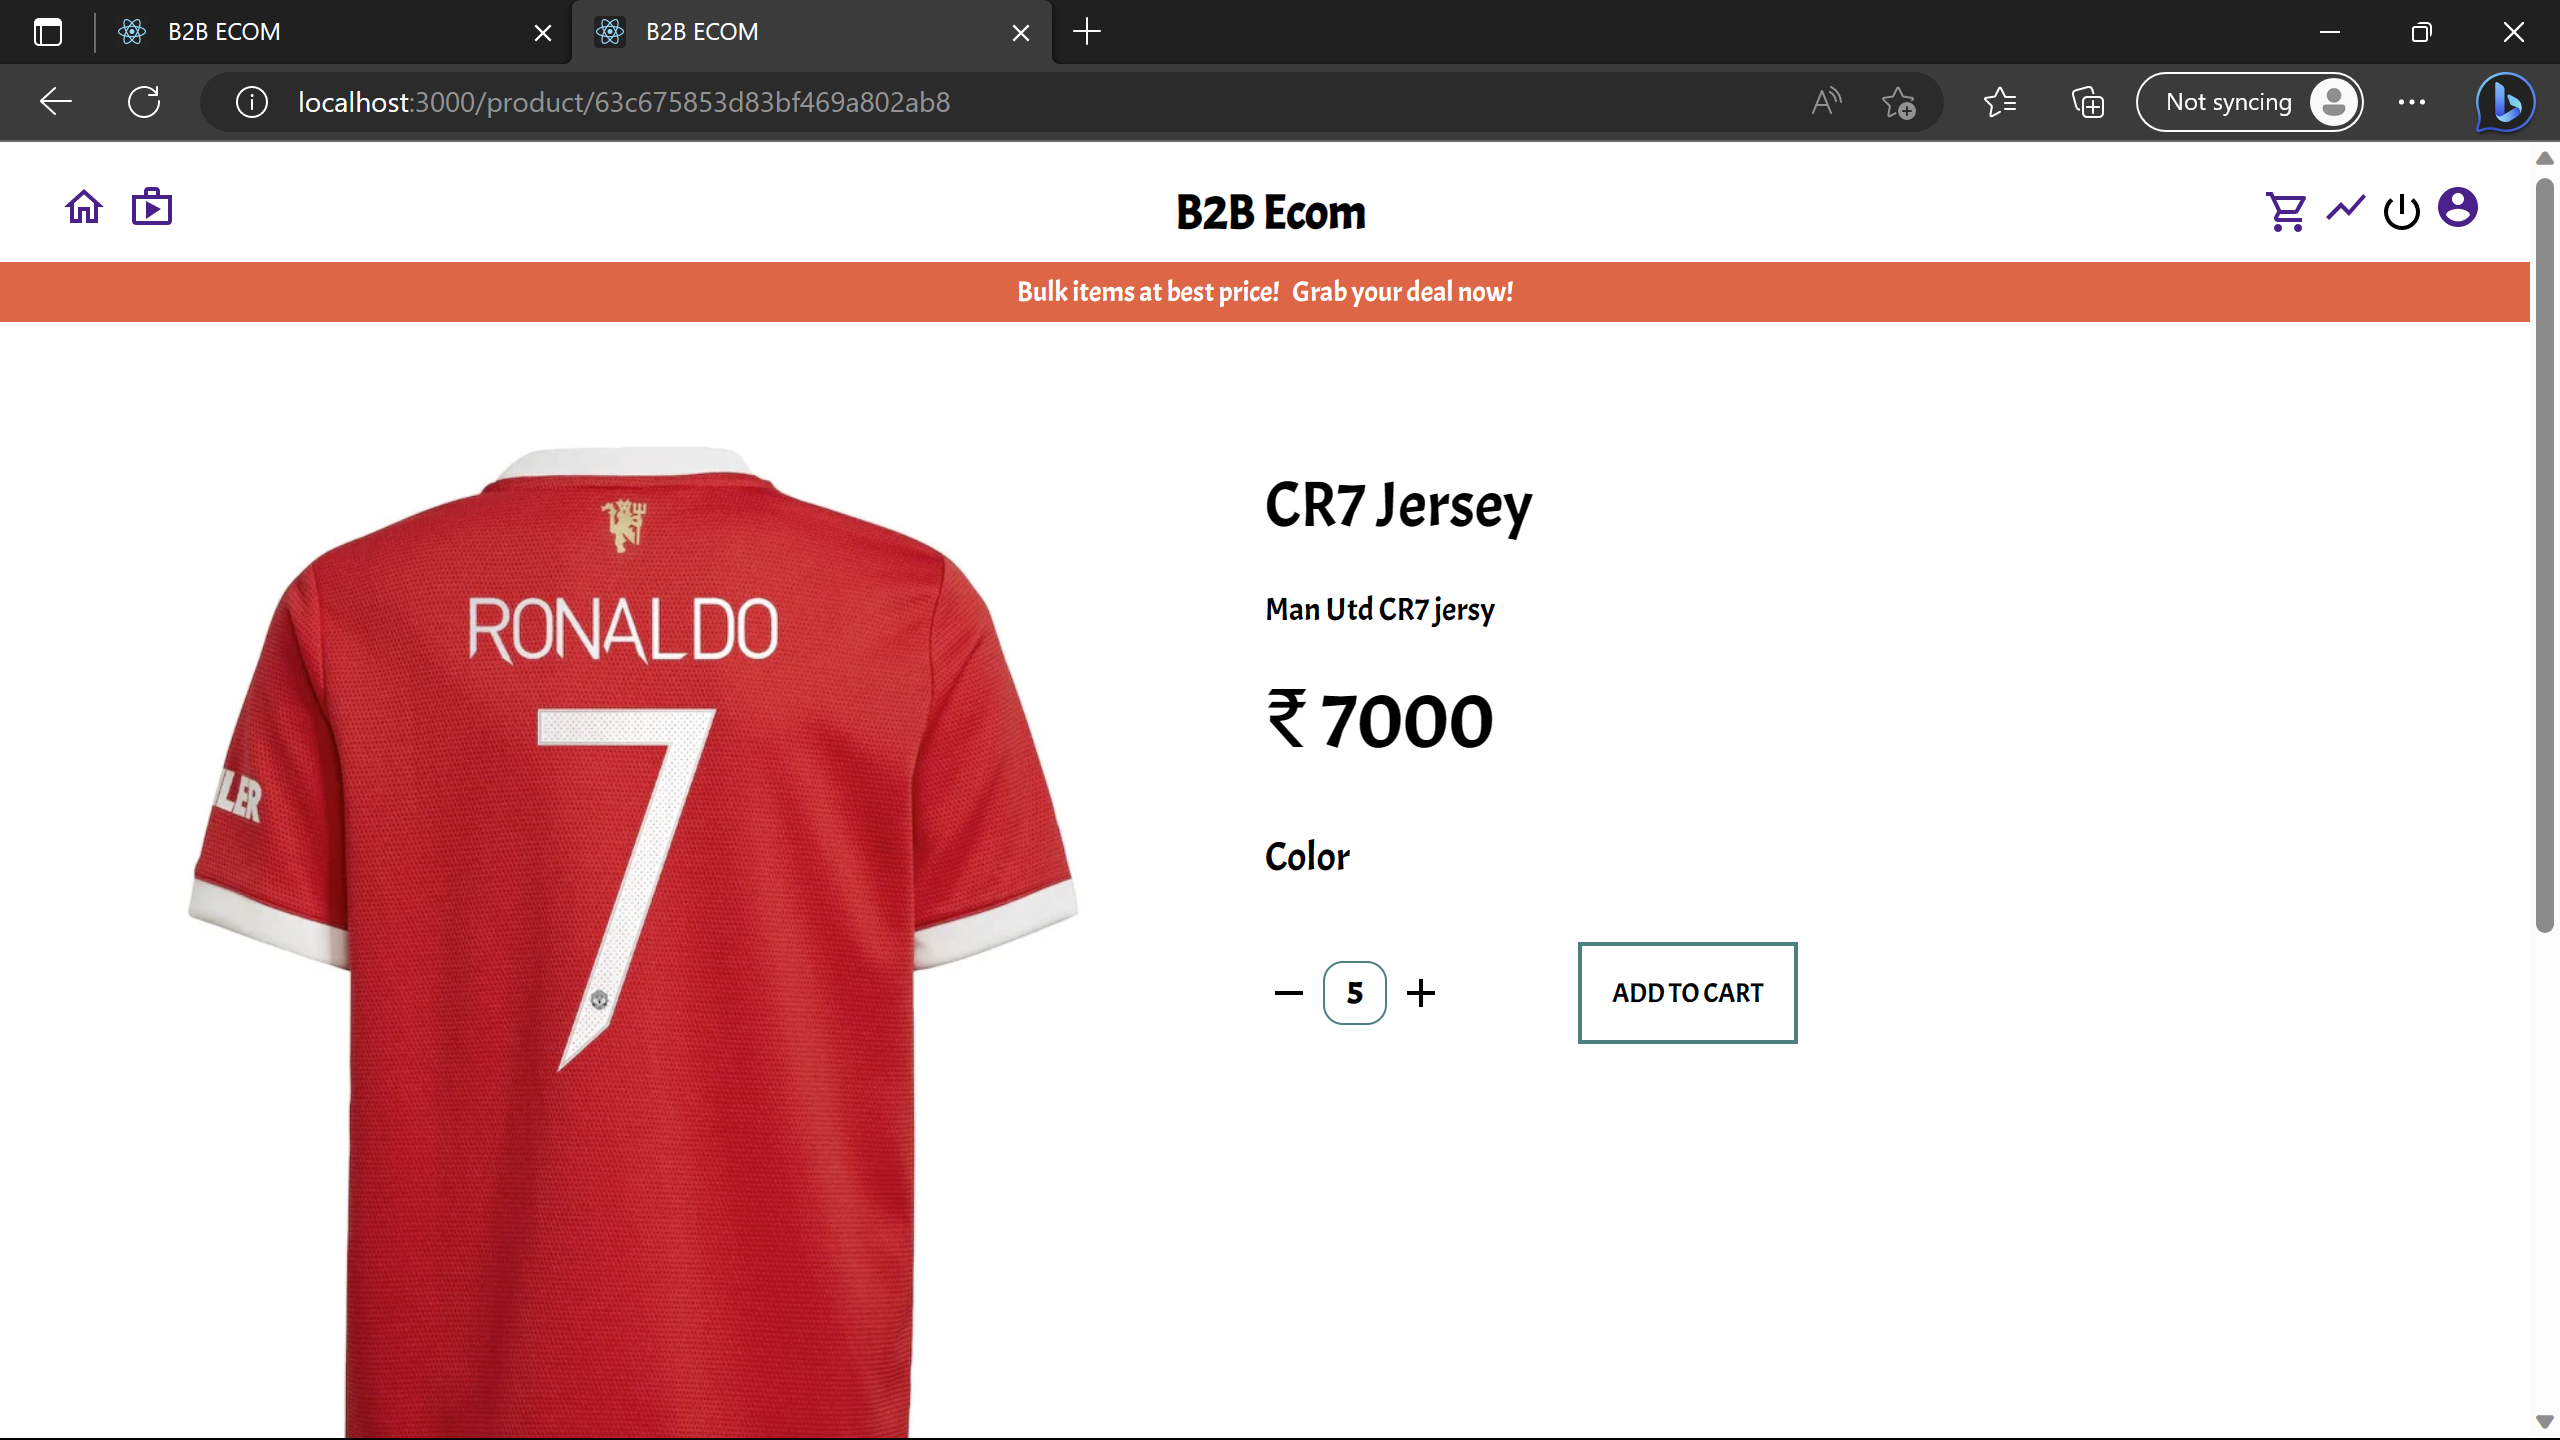 B2B ECOM
B2B ECOM
localhost:3000/product/63c675853d83bf469a802ab8
Not syncing
B2B Ecom
Bulk items at best price! Grab your deal now!
RONALDO
7
LER
CR7 Jersey
Man Utd CR7 jersy
₹ 7000
Color
5
ADD TO CART